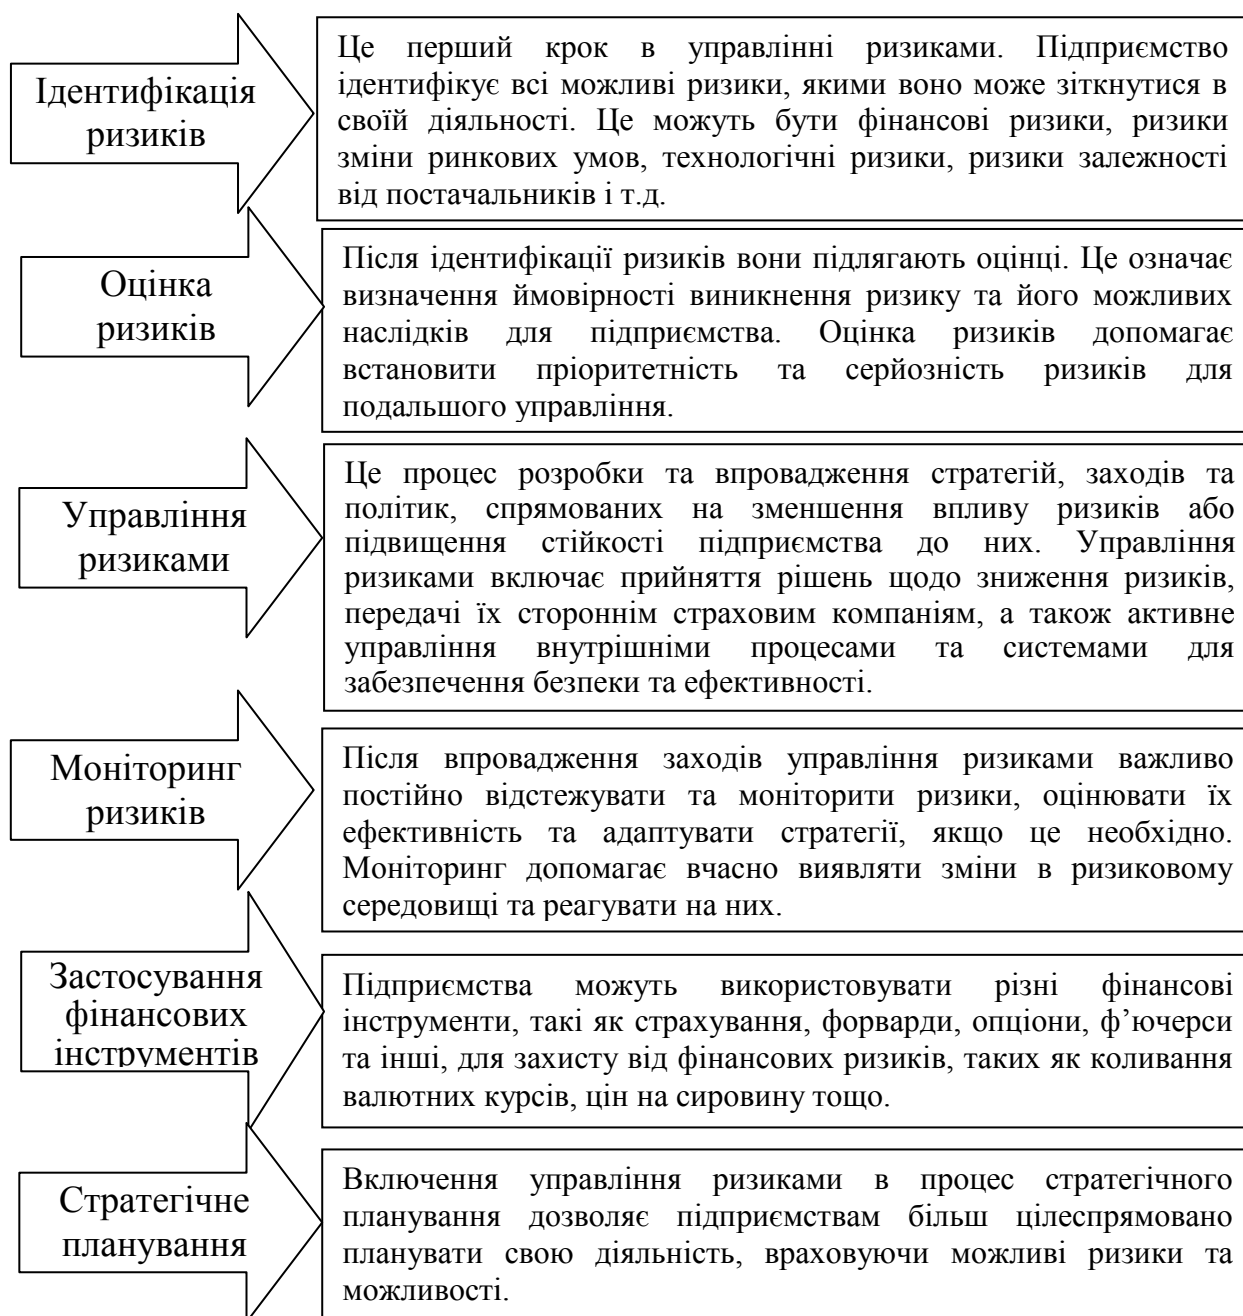 Ідентифікація
ризиків
Це перший крок в управлінні ризиками. Підприємство
ідентифікує всі можливі ризики, якими воно може зіткнутися в
своїй діяльності. Це можуть бути фінансові ризики, ризики
зміни ринкових умов, технологічні ризики, ризики залежності
від постачальників і т.д.
Оцінка
ризиків
Після ідентифікації ризиків вони підлягають оцінці. Це означає
визначення ймовірності виникнення ризику та його можливих
наслідків для підприємства. Оцінка ризиків допомагає
встановити пріоритетність та серйозність ризиків для
подальшого управління.
Управління
ризиками
Це процес розробки та впровадження стратегій, заходів та
політик, спрямованих на зменшення впливу ризиків або
підвищення стійкості підприємства до них. Управління
ризиками включає прийняття рішень щодо зниження ризиків,
передачі їх стороннім страховим компаніям, а також активне
управління внутрішніми процесами та системами для
забезпечення безпеки та ефективності.
Моніторинг
ризиків
Після впровадження заходів управління ризиками важливо
постійно відстежувати та моніторити ризики, оцінювати їх
ефективність та адаптувати стратегії, якщо це необхідно.
Моніторинг допомагає вчасно виявляти зміни в ризиковому
середовищі та реагувати на них.
Застосування
фінансових
інструментів
Підприємства можуть використовувати різні фінансові
інструменти, такі як страхування, форварди, опціони, ф’ючерси
та інші, для захисту від фінансових ризиків, таких як коливання
валютних курсів, цін на сировину тощо.
Стратегічне
планування
Включення управління ризиками в процес стратегічного
планування дозволяє підприємствам більш цілеспрямовано
планувати свою діяльність, враховуючи можливі ризики та
можливості.